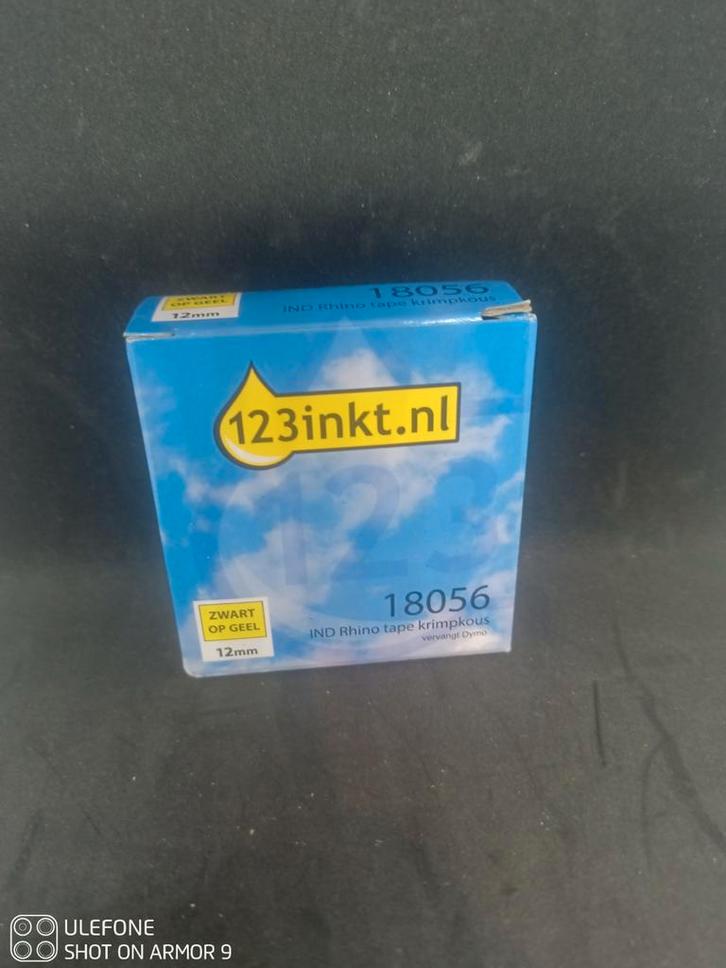 ZWART
OP GEEL
12mm
18056
IND Rhino tape krimpkous
123inkt.nl
123
18056
IND Rhino tape krimpkous
vervangt Dymo
ZWART
OP GEEL
12mm
ULEFONE
SHOT ON ARMOR 9